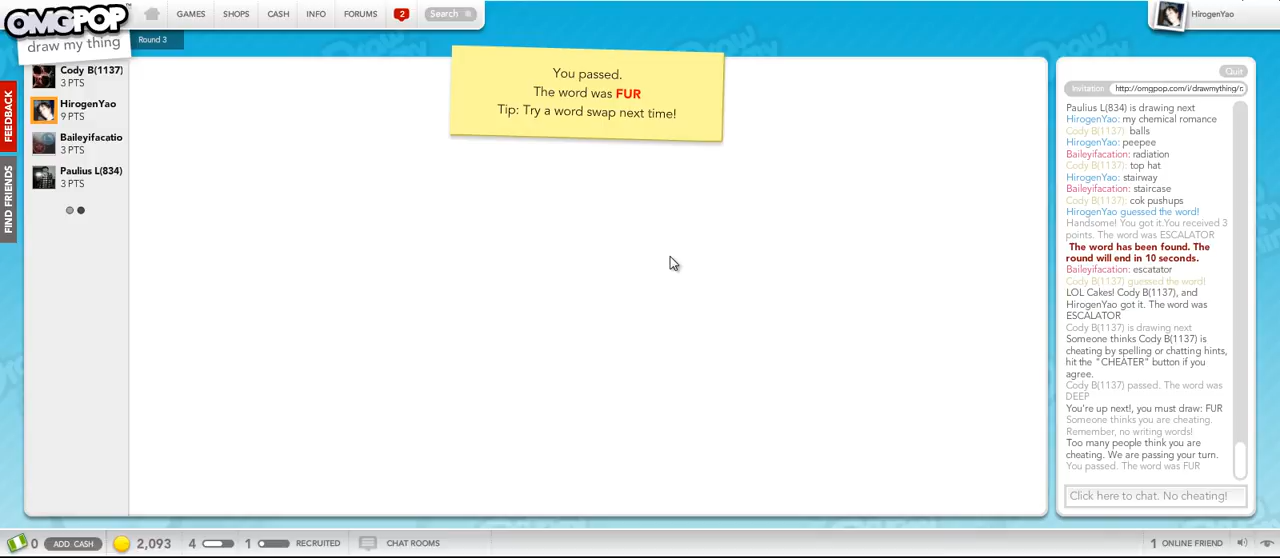 OMGPOP
draw my thing
GAMES SHOPS CASH INFO FORUMS 2 Search
HirogenYao
Round 3
FEEDBACK
FIND FRIENDS
Cody B(1137)
3 PTS
HirogenYao
9 PTS
Baileyifacatio
3 PTS
Paulius L(834)
3 PTS
You passed.
The word was FUR
Tip: Try a word swap next time!
Quit
Invitation http://omgpop.com/i/drawmything/r
Paulius L(834) is drawing next
HirogenYao: my chemical romance
Cody B(1137): balls
HirogenYao: peepee
Baileyifacation: radiation
Cody B(1137): top hat
HirogenYao: stairway
Baileyifacation: staircase
Cody B(1137): cok pushups
HirogenYao guessed the word!
Handsome! You got it.You received 3
points. The word was ESCALATOR
The word has been found. The
round will end in 10 seconds.
Baileyifacation: escatator
Cody B(1137) guessed the word!
LOL Cakes! Cody B(1137), and
HirogenYao got it. The word was
ESCALATOR
Cody B(1137) is drawing next
Someone thinks Cody B(1137) is
cheating by spelling or chatting hints,
hit the "CHEATER" button if you
agree.
Cody B(1137) passed. The word was
DEEP
You're up next!, you must draw: FUR
Someone thinks you are cheating.
Remember, no writing words!
Too many people think you are
cheating. We are passing your turn.
You passed. The word was FUR
Click here to chat. No cheating!
0 ADD CASH 2,093 4 1 RECRUITED CHAT ROOMS 1 ONLINE FRIEND